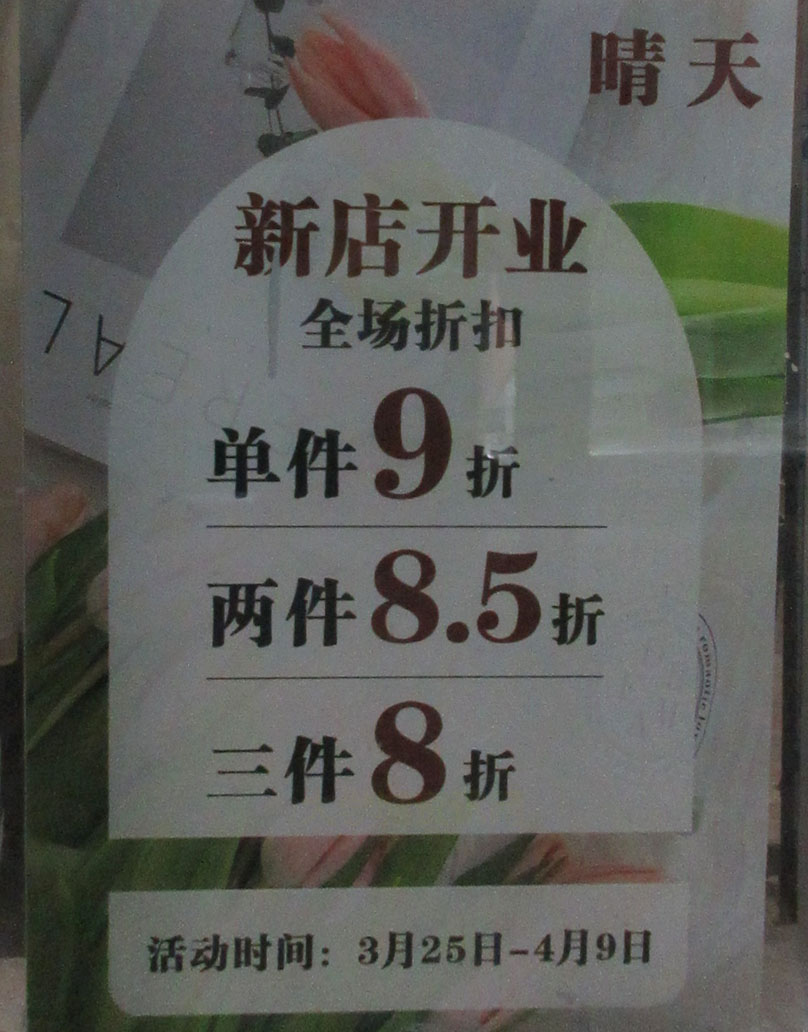 晴天
新店开业
全场折扣
单件9折
两件8.5折
三件8折
活动时间：3月25日-4月9日
REAL